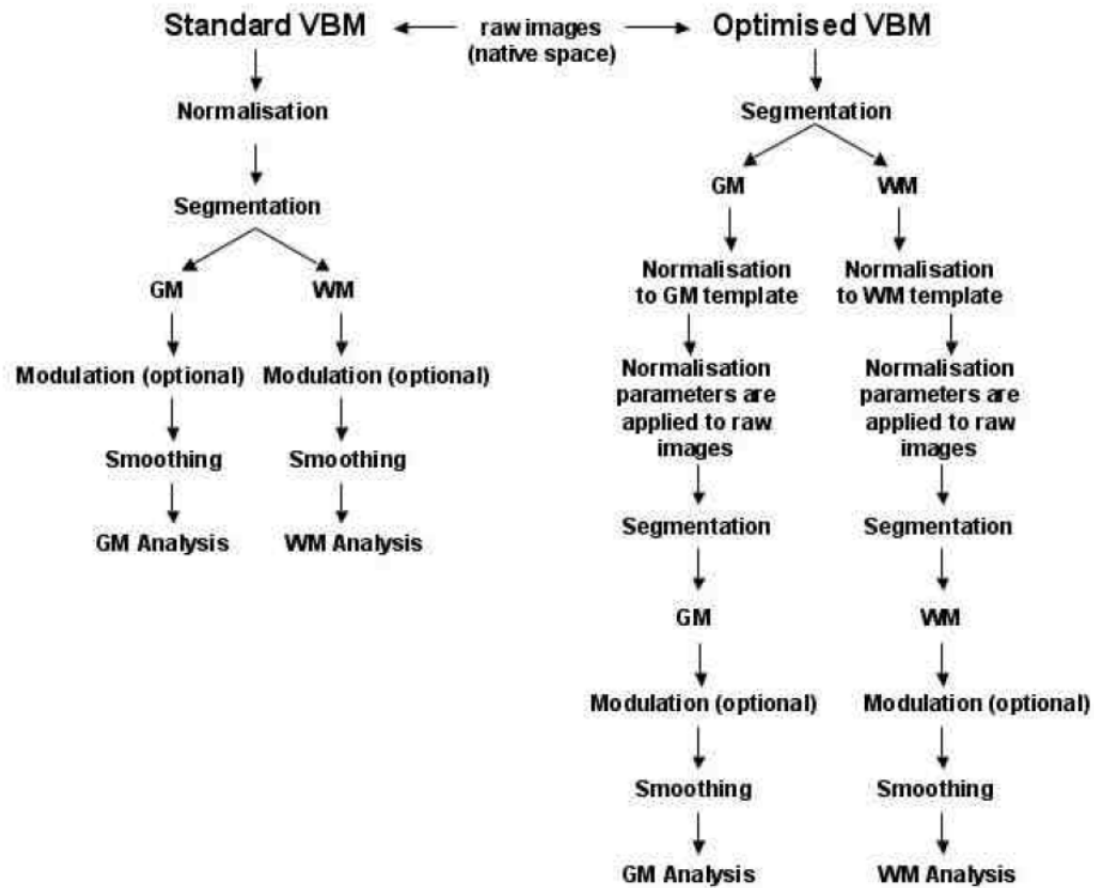 Standard VBM
raw images
(native space)
Optimised VBM
Normalisation
Segmentation
GM
WM
Modulation (optional)
Modulation (optional)
Smoothing
Smoothing
GM Analysis
WM Analysis
Segmentation
GM
WM
Normalisation
to GM template
Normalisation
to WM template
Normalisation
parameters are
applied to raw
images
Normalisation
parameters are
applied to raw
images
Segmentation
Segmentation
GM
WM
Modulation (optional)
Modulation (optional)
Smoothing
Smoothing
GM Analysis
WM Analysis